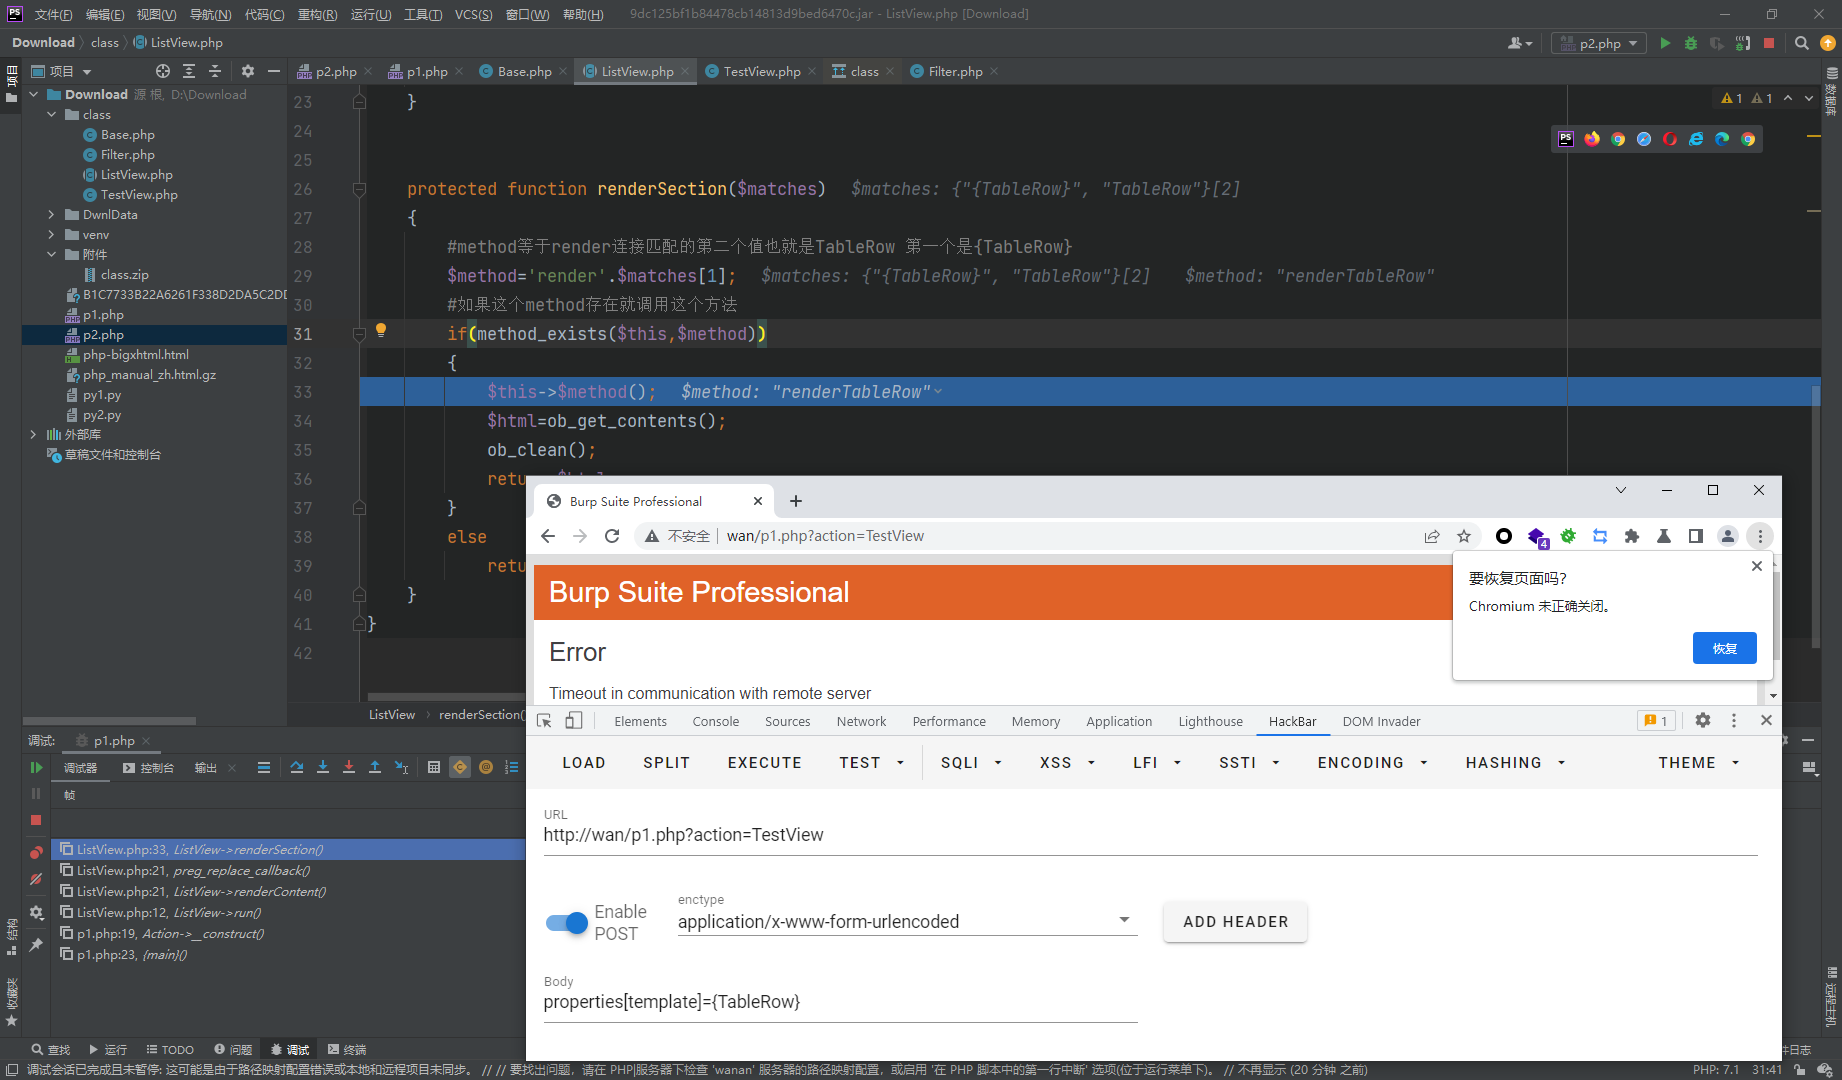 文件(F) 编辑(E) 视图(V) 导航(N) 代码(C) 重构(R) 运行(U) 工具(T) VCS(S) 窗口(W) 帮助(H) 9dc125bf1b84478cb14813d9bed6470c.jar - ListView.php [Download]
Download class ListView.php
p2.php
项目
p2.php p1.php Base.php ListView.php TestView.php class Filter.php
Download 源 根, D:\Download
class
Base.php
Filter.php
ListView.php
TestView.php
DwnlData
venv
附件
class.zip
B1C7733B22A6261F338D2DA5C2DE
p1.php
p2.php
php-bigxhtml.html
php_manual_zh.html.gz
py1.py
py2.py
外部库
草稿文件和控制台
项目
结构
收藏夹
数据库
远程主机
1 1
23 }
24
25
26 protected function renderSection($matches) $matches: {"{TableRow}", "TableRow"}[2]
27 {
28 #method等于render连接匹配的第二个值也就是TableRow 第一个是{TableRow}
29 $method='render'.$matches[1]; $matches: {"{TableRow}", "TableRow"}[2] $method: "renderTableRow"
30 #如果这个method存在就调用这个方法
31 if(method_exists($this,$method))
32 {
33 $this->$method(); $method: "renderTableRow"
34 $html=ob_get_contents();
35 ob_clean();
36 retu
37 }
38 else
39 retu
40 }
41 }
42
ListView renderSection()
调试: p1.php
调试器 控制台 输出
帧
ListView.php:33, ListView->renderSection()
ListView.php:21, preg_replace_callback()
ListView.php:21, ListView->renderContent()
ListView.php:12, ListView->run()
p1.php:19, Action->__construct()
p1.php:23, {main}()
Burp Suite Professional
不安全 wan/p1.php?action=TestView
4
要恢复页面吗?
Chromium 未正确关闭。
恢复
Burp Suite Professional
Error
Timeout in communication with remote server
Elements Console Sources Network Performance Memory Application Lighthouse HackBar DOM Invader 1
LOAD SPLIT EXECUTE TEST SQLI XSS LFI SSTI ENCODING HASHING THEME
URL
http://wan/p1.php?action=TestView
Enable POST
enctype
application/x-www-form-urlencoded
ADD HEADER
Body
properties[template]={TableRow}
查找 运行 TODO 问题 调试 终端 件日志
调试会话已完成且未暂停: 这可能是由于路径映射配置错误或本地和远程项目未同步。 // // 要找出问题，请在 PHP|服务器下检查 'wanan' 服务器的路径映射配置，或启用 '在 PHP 脚本中的第一行中断' 选项(位于运行菜单下)。 // 不再显示 (20 分钟 之前) PHP: 7.1 31:41